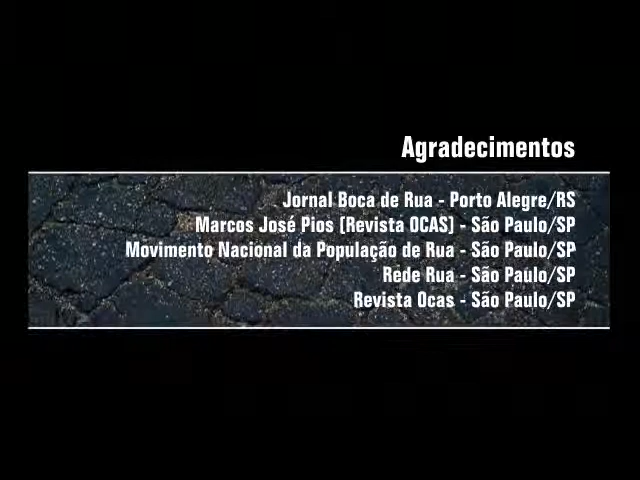 Agradecimentos
Jornal Boca de Rua - Porto Alegre/RS
Marcos José Pios [Revista OCAS] - São Paulo/SP
Movimento Nacional da População de Rua - São Paulo/SP
Rede Rua - São Paulo/SP
Revista Ocas - São Paulo/SP